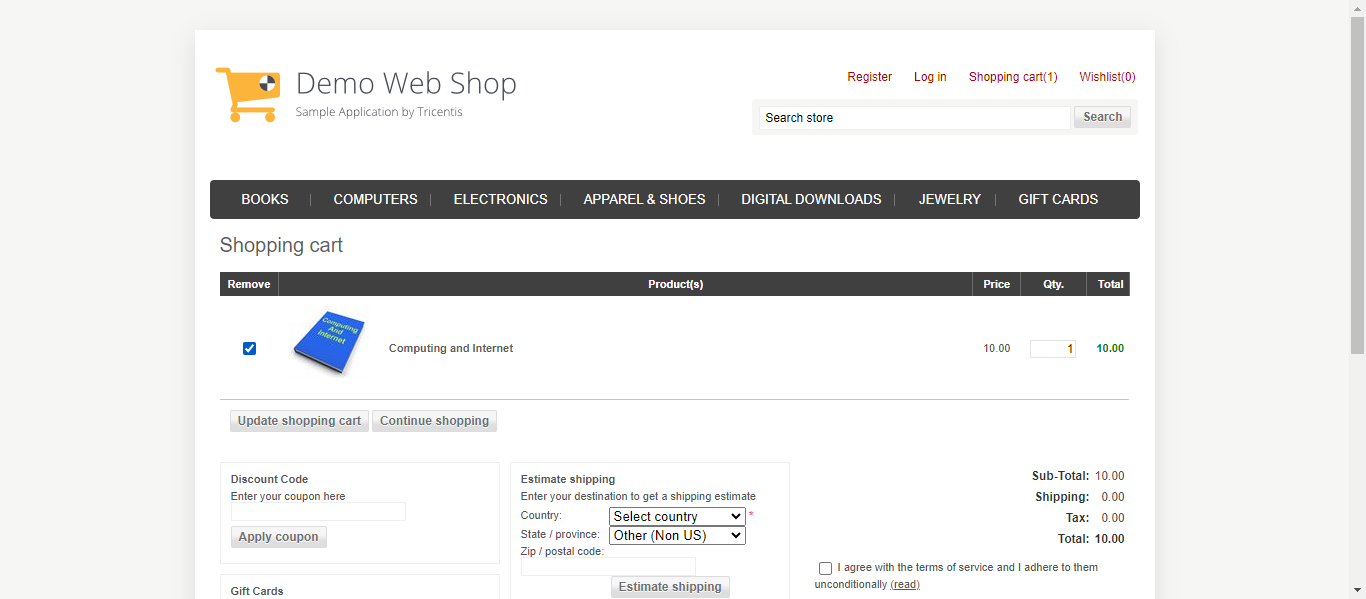 Demo Web Shop
Sample Application by Tricentis
Register Log in Shopping cart(1) Wishlist(0)
Search store Search
BOOKS COMPUTERS ELECTRONICS APPAREL & SHOES DIGITAL DOWNLOADS JEWELRY GIFT CARDS
Shopping cart
Remove Product(s) Price Qty. Total
Computing
And
Internet
Computing and Internet 10.00 1 10.00
Update shopping cart Continue shopping
Discount Code
Enter your coupon here
Apply coupon
Gift Cards
Estimate shipping
Enter your destination to get a shipping estimate
Country: Select country *
State / province: Other (Non US)
Zip / postal code:
Estimate shipping
Sub-Total: 10.00
Shipping: 0.00
Tax: 0.00
Total: 10.00
I agree with the terms of service and I adhere to them
unconditionally (read)